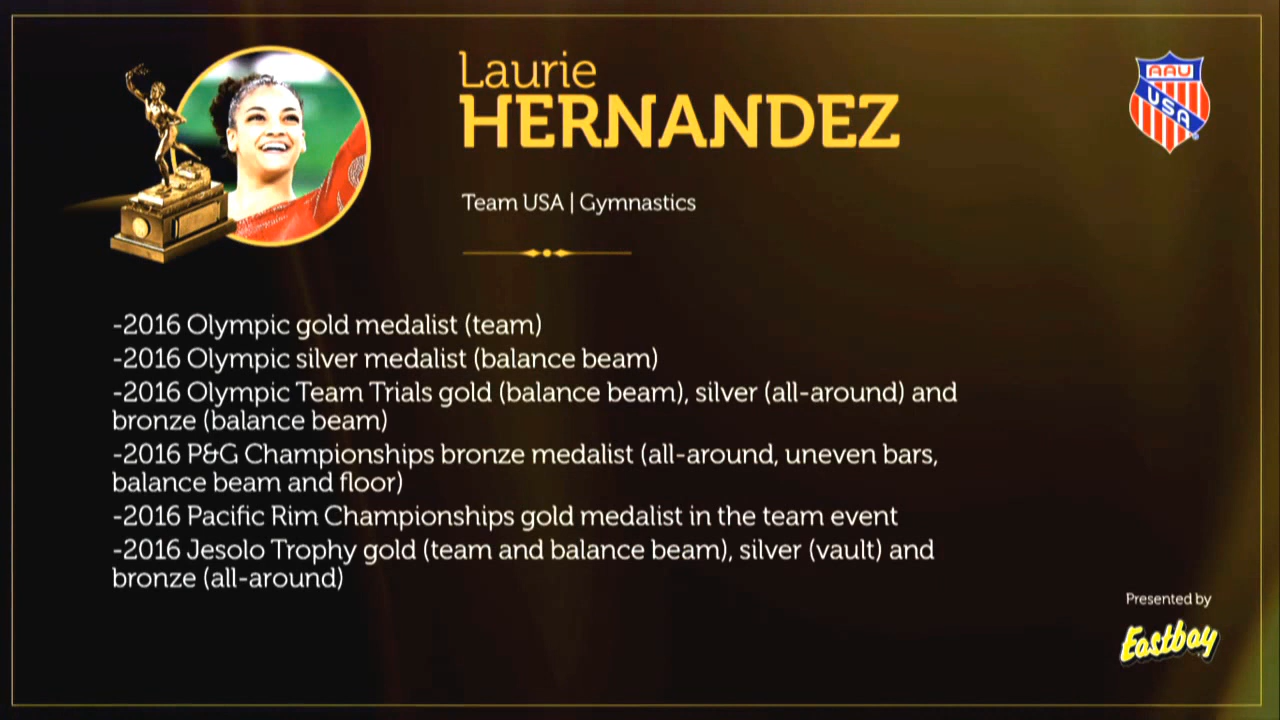 Laurie
HERNANDEZ
AAU
USA
Team USA | Gymnastics
-2016 Olympic gold medalist (team)
-2016 Olympic silver medalist (balance beam)
-2016 Olympic Team Trials gold (balance beam), silver (all-around) and
bronze (balance beam)
-2016 P&G Championships bronze medalist (all-around, uneven bars,
balance beam and floor)
-2016 Pacific Rim Championships gold medalist in the team event
-2016 Jesolo Trophy gold (team and balance beam), silver (vault) and
bronze (all-around)
Presented by
Eastbay